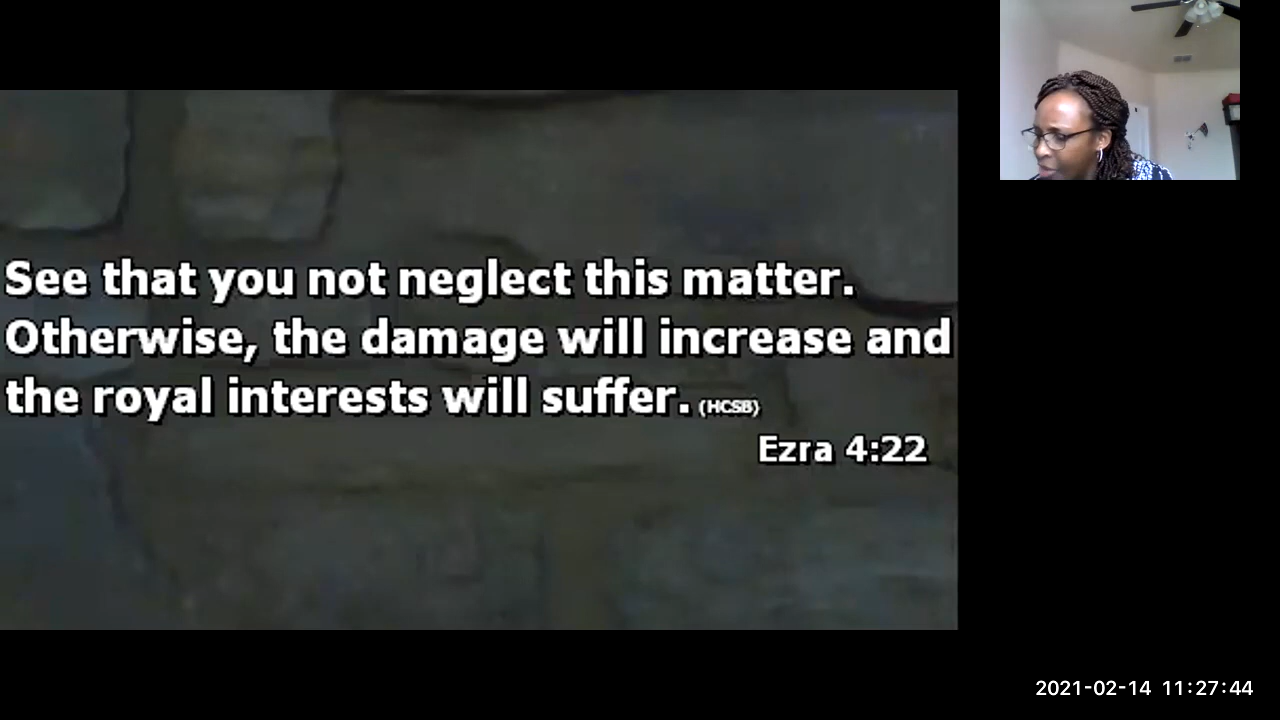 See that you not neglect this matter.
Otherwise, the damage will increase and
the royal interests will suffer. (HCSB)
Ezra 4:22
2021-02-14 11:27:44